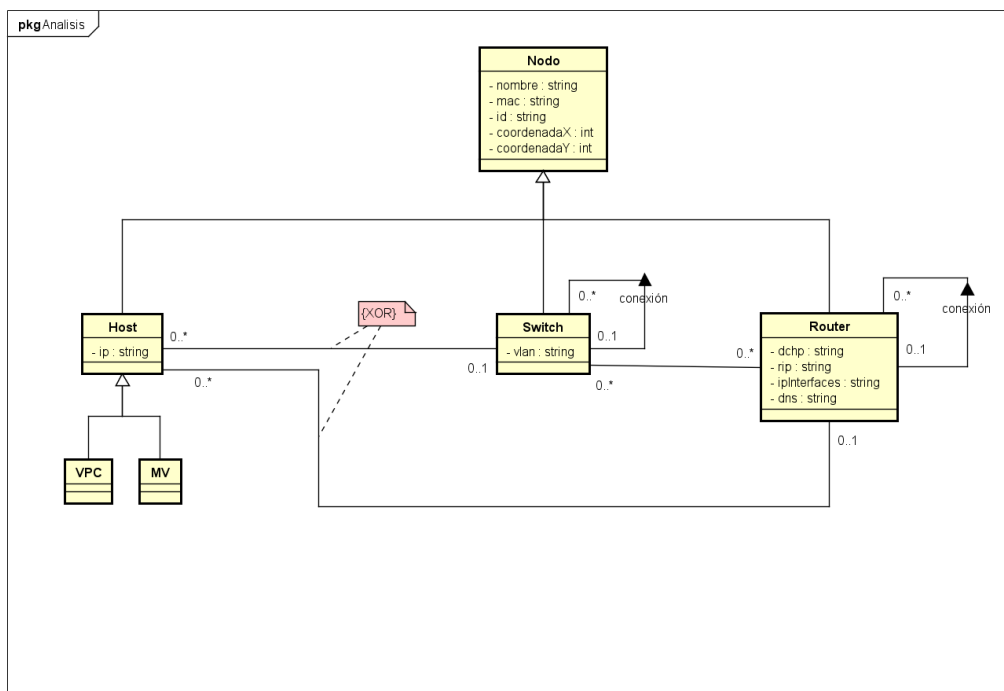 pkg Analisis
Nodo
- nombre : string
- mac : string
- id : string
- coordenadaX : int
- coordenadaY : int
{XOR}
0..*
conexión
0..*
conexión
Host
- ip : string
0..*
0..1
0..*
Switch
- vlan : string
0..1
0..*
0..*
Router
- dchp : string
- rip : string
- ipInterfaces : string
- dns : string
0..1
0..1
VPC
MV